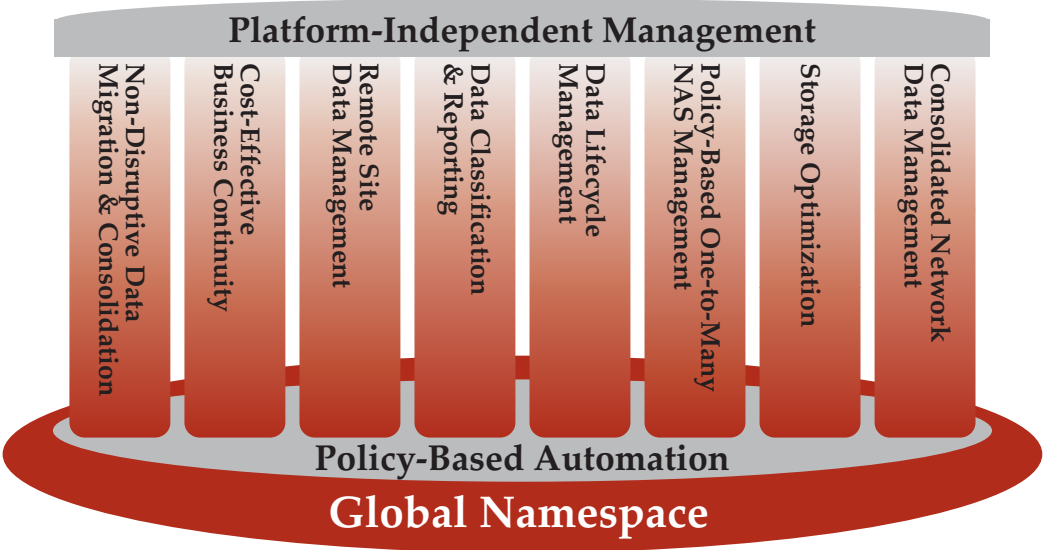 Platform-Independent Management
Non-Disruptive Data
Migration & Consolidation
Cost-Effective
Business Continuity
Remote Site
Data Management
Data Classification
& Reporting
Data Lifecycle
Management
Policy-Based One-to-Many
NAS Management
Storage Optimization
Consolidated Network
Data Management
Policy-Based Automation
Global Namespace